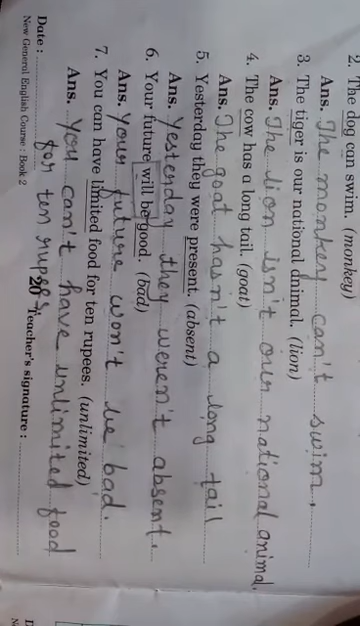 2. The dog can swim. (monkey)
Ans. The monkey can't swim.
3. The tiger is our national animal. (lion)
Ans. The lion isn't our national animal.
4. The cow has a long tail. (goat)
Ans. The goat hasn't a long tail
5. Yesterday they were present. (absent)
Ans. Yesterday they weren't absent.
6. Your future will be good. (bad)
Ans. Your future won't be bad.
7. You can have limited food for ten rupees. (unlimited)
Ans. You can't have unlimited food
for ten rupees.
Date : Teacher's signature :
New General English Course : Book 2
20